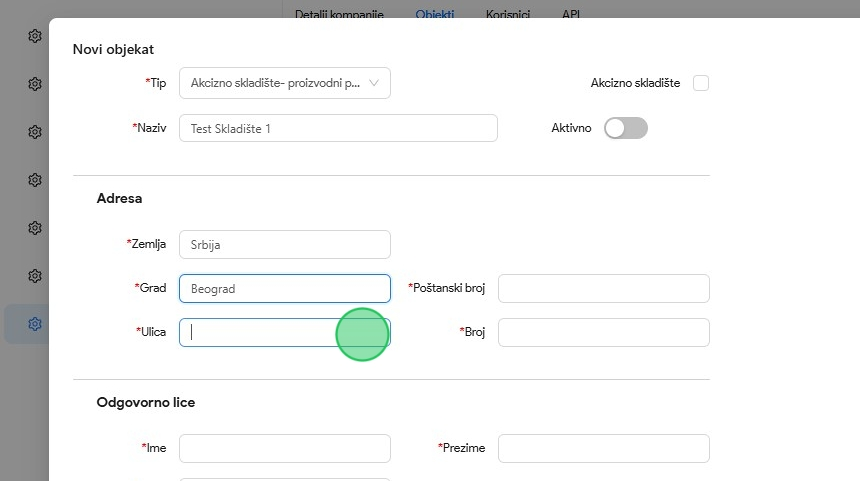 Detalji kompanije Objekti Korisnici API
Novi objekat
*Tip Akcizno skladište- proizvodni p... Akcizno skladište
*Naziv Test Skladište 1 Aktivno
Adresa
*Zemlja Srbija
*Grad Beograd *Poštanski broj
*Ulica *Broj
Odgovorno lice
*Ime *Prezime